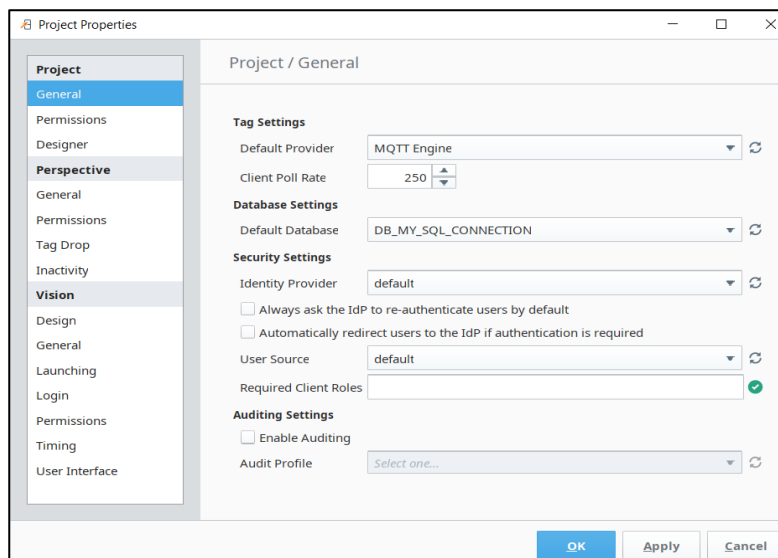 Project Properties
Project
General
Permissions
Designer
Perspective
General
Permissions
Tag Drop
Inactivity
Vision
Design
General
Launching
Login
Permissions
Timing
User Interface
Project / General
Tag Settings
Default Provider MQTT Engine
Client Poll Rate 250
Database Settings
Default Database DB_MY_SQL_CONNECTION
Security Settings
Identity Provider default
Always ask the IdP to re-authenticate users by default
Automatically redirect users to the IdP if authentication is required
User Source default
Required Client Roles
Auditing Settings
Enable Auditing
Audit Profile Select one...
OK Apply Cancel